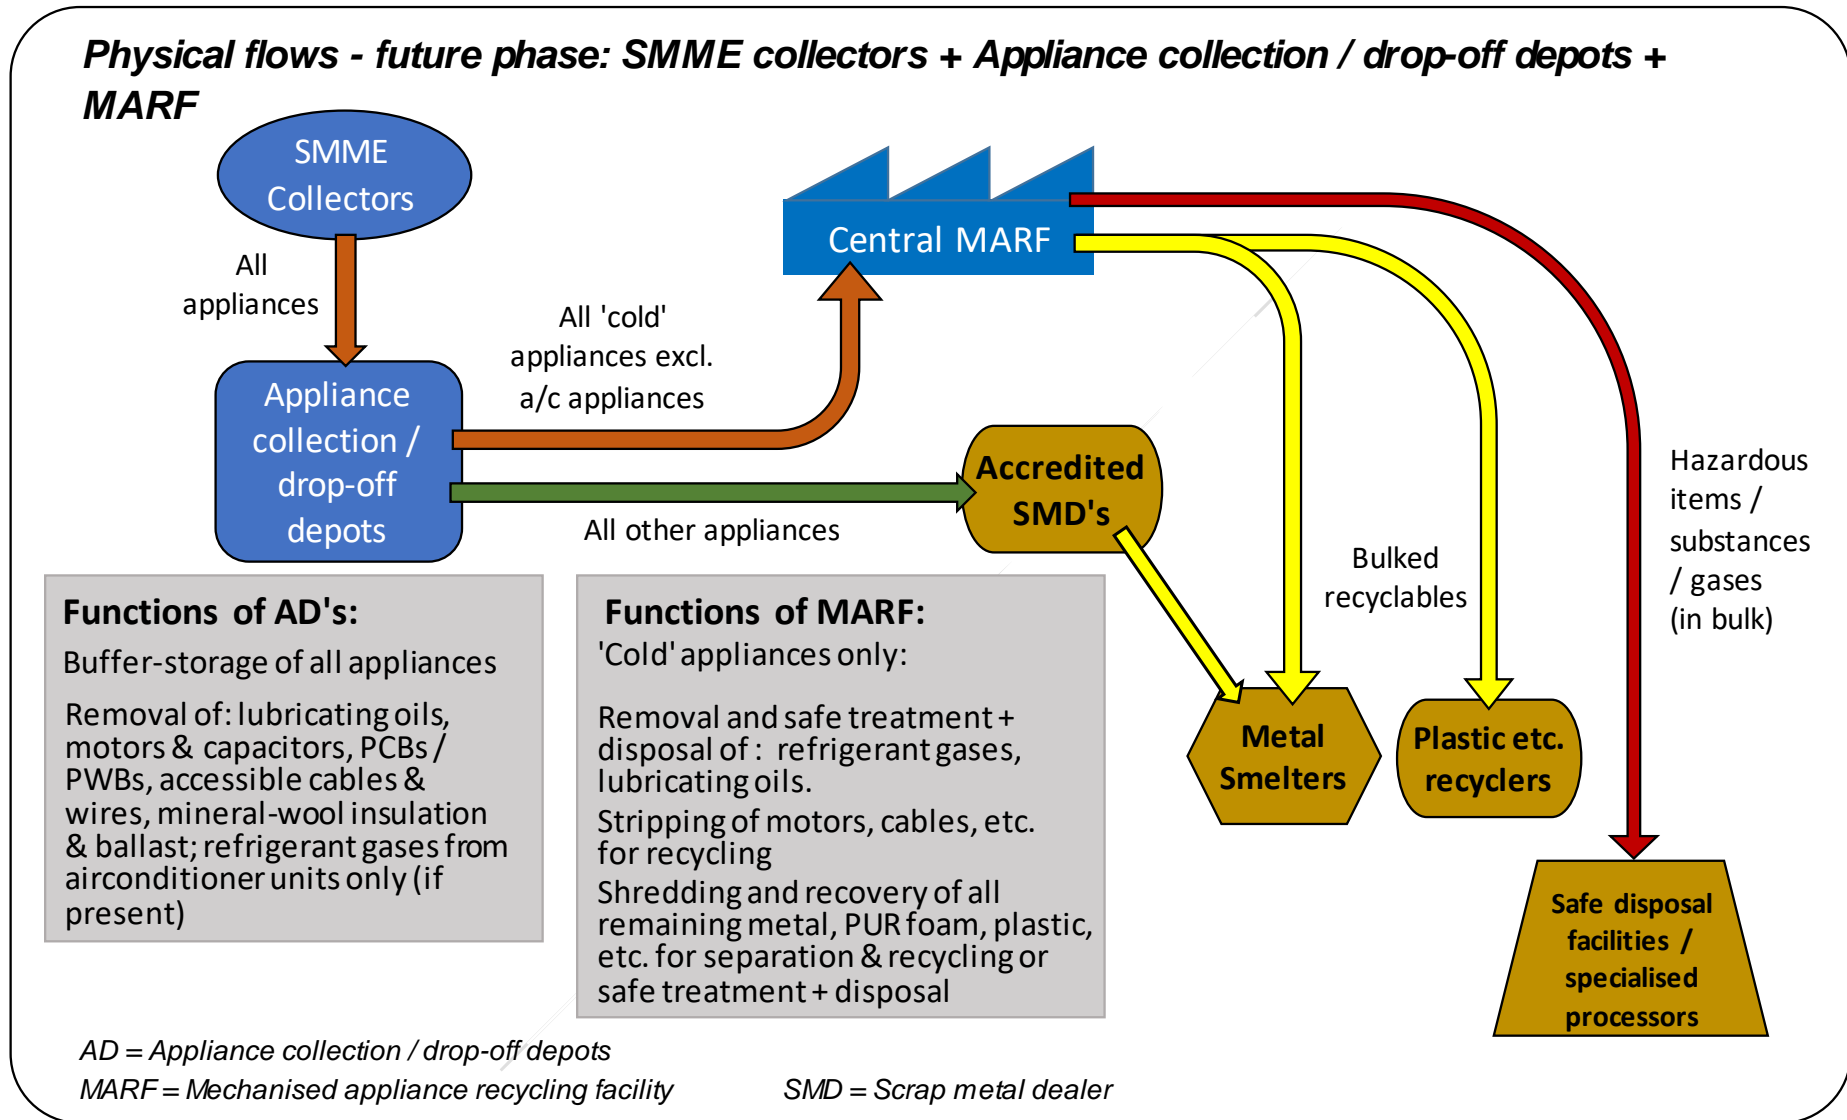 Physical flows - future phase: SMME collectors + Appliance collection / drop-off depots +
MARF
SMME
Collectors
All
appliances
Appliance
collection /
drop-off
depots
All 'cold'
appliances excl.
a/c appliances
Central MARF
All other appliances
Accredited
SMD's
Bulked
recyclables
Hazardous
items /
substances
/ gases
(in bulk)
Metal
Smelters
Plastic etc.
recyclers
Safe disposal
facilities /
specialised
processors
Functions of AD's:
Buffer-storage of all appliances
Removal of: lubricating oils,
motors & capacitors, PCBs /
PWBs, accessible cables &
wires, mineral-wool insulation
& ballast; refrigerant gases from
airconditioner units only (if
present)
Functions of MARF:
'Cold' appliances only:
Removal and safe treatment +
disposal of : refrigerant gases,
lubricating oils.
Stripping of motors, cables, etc.
for recycling
Shredding and recovery of all
remaining metal, PUR foam, plastic,
etc. for separation & recycling or
safe treatment + disposal
AD = Appliance collection / drop-off depots
MARF = Mechanised appliance recycling facility
SMD = Scrap metal dealer